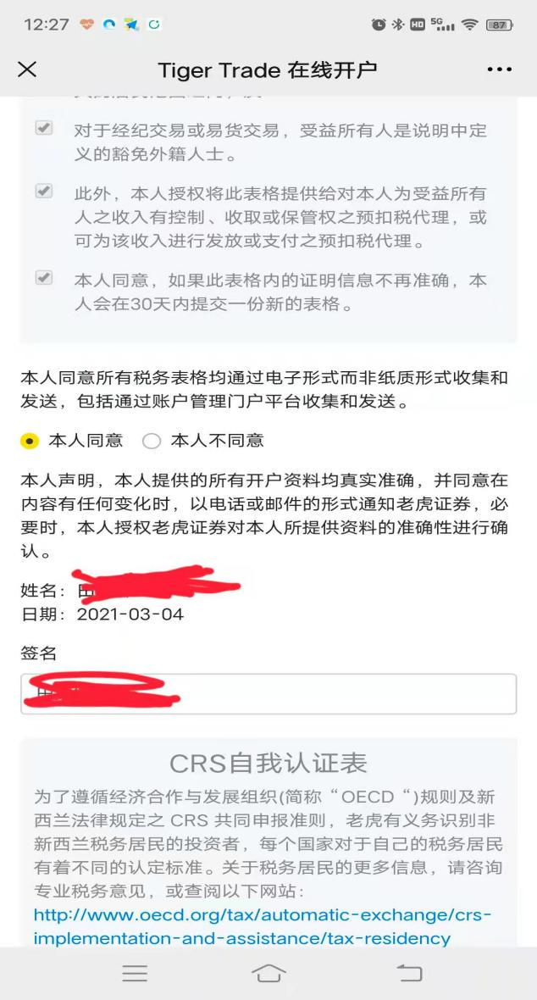 12:27
HD 5G 87
Tiger Trade 在线开户
对于经纪交易或易货交易，受益所有人是说明中定
义的豁免外籍人士。
此外，本人授权将此表格提供给对本人为受益所有
人之收入有控制、收取或保管权之预扣税代理，或
可为该收入进行发放或支付之预扣税代理。
本人同意，如果此表格内的证明信息不再准确，本
人会在30天内提交一份新的表格。
本人同意所有税务表格均通过电子形式而非纸质形式收集和
发送，包括通过账户管理门户平台收集和发送。
本人同意 本人不同意
本人声明，本人提供的所有开户资料均真实准确，并同意在
内容有任何变化时，以电话或邮件的形式通知老虎证券，必
要时，本人授权老虎证券对本人所提供资料的准确性进行确
认。
姓名：
日期：2021-03-04
签名
CRS自我认证表
为了遵循经济合作与发展组织(简称“OECD“)规则及新
西兰法律规定之 CRS 共同申报准则，老虎有义务识别非
新西兰税务居民的投资者，每个国家对于自己的税务居民
有着不同的认定标准。关于税务居民的更多信息，请咨询
专业税务意见，或查阅以下网站：
http://www.oecd.org/tax/automatic-exchange/crs-
implementation-and-assistance/tax-residency